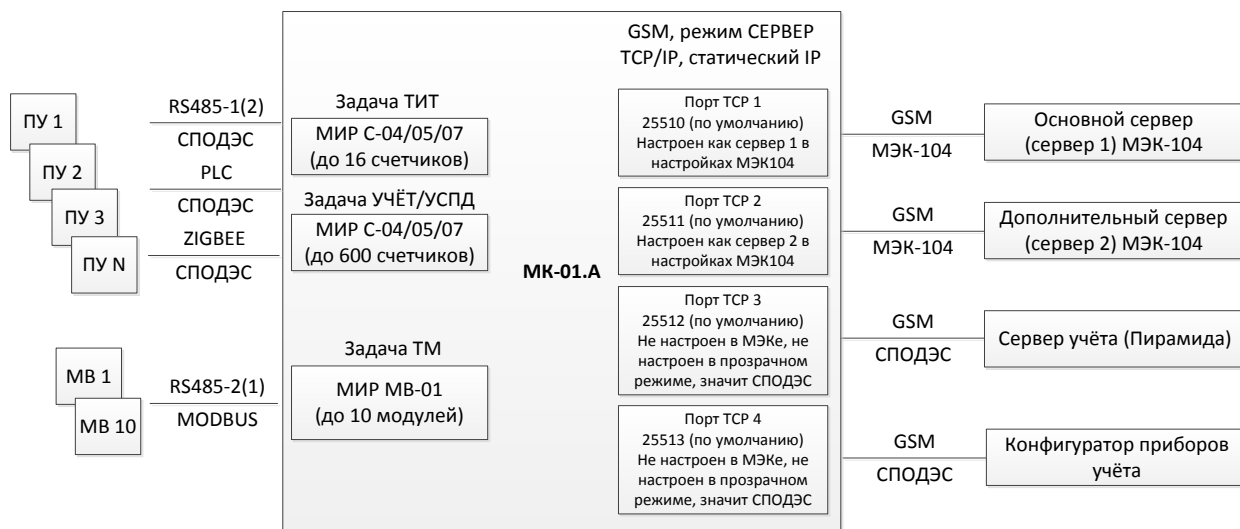 ПУ 1
ПУ 2
ПУ 3
ПУ N
МВ 1
МВ 10
RS485-1(2)
СПОДЭС
PLC
СПОДЭС
ZIGBEE
СПОДЭС
RS485-2(1)
MODBUS
Задача ТИТ
МИР С-04/05/07
(до 16 счетчиков)
Задача УЧЁТ/УСПД
МИР С-04/05/07
(до 600 счетчиков)
Задача ТМ
МИР МВ-01
(до 10 модулей)
МК-01.А
GSM, режим СЕРВЕР
TCP/IP, статический IP
Порт TCP 1
25510 (по умолчанию)
Настроен как сервер 1 в
настройках МЭК104
Порт TCP 2
25511 (по умолчанию)
Настроен как сервер 2 в
настройках МЭК104
Порт TCP 3
25512 (по умолчанию)
Не настроен в МЭКе, не
настроен в прозрачном
режиме, значит СПОДЭС
Порт TCP 4
25513 (по умолчанию)
Не настроен в МЭКе, не
настроен в прозрачном
режиме, значит СПОДЭС
GSM
МЭК-104
GSM
МЭК-104
GSM
СПОДЭС
GSM
СПОДЭС
Основной сервер
(сервер 1) МЭК-104
Дополнительный сервер
(сервер 2) МЭК-104
Сервер учёта (Пирамида)
Конфигуратор приборов
учёта